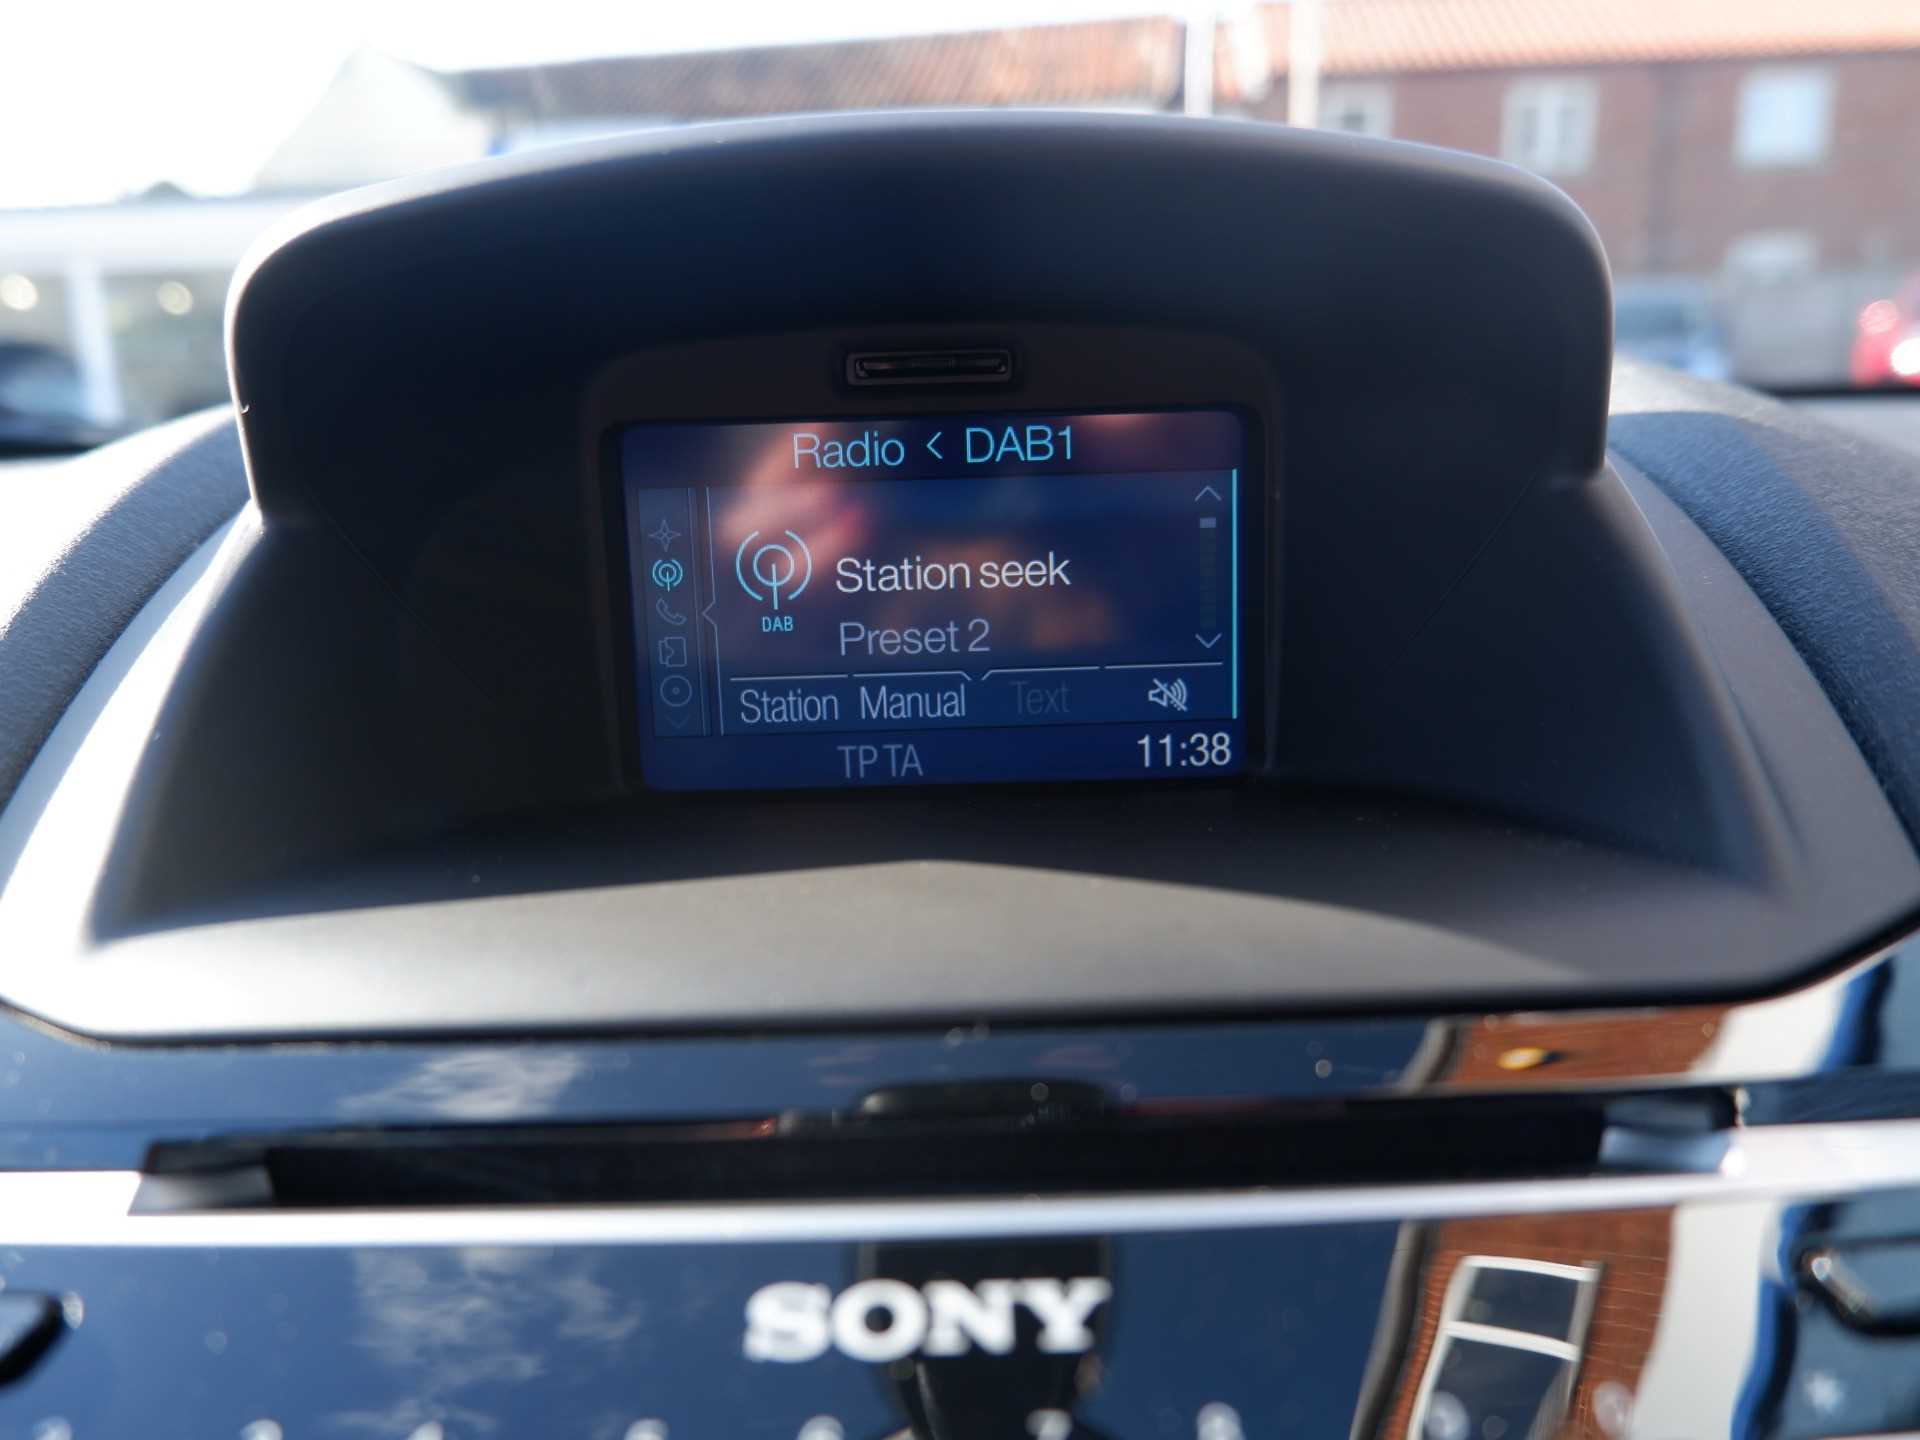 Radio < DAB1
Station seek
DAB
Preset 2
Station Manual Text
TP TA 11:38
SONY